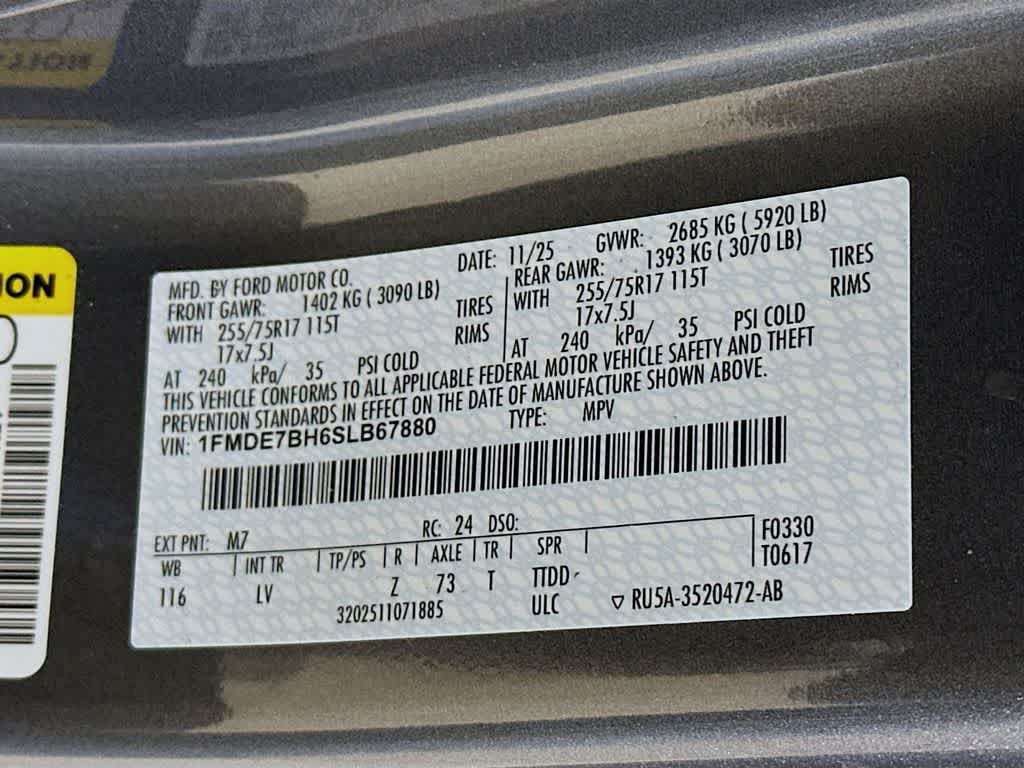 ION
MFD. BY FORD MOTOR CO.
DATE: 11/25 GVWR: 2685 KG ( 5920 LB)
FRONT GAWR: 1402 KG ( 3090 LB)
REAR GAWR: 1393 KG ( 3070 LB)
WITH 255/75R17 115T TIRES
WITH 255/75R17 115T TIRES
17x7.5J RIMS
17x7.5J RIMS
AT 240 kPa/ 35 PSI COLD
AT 240 kPa/ 35 PSI COLD
THIS VEHICLE CONFORMS TO ALL APPLICABLE FEDERAL MOTOR VEHICLE SAFETY AND THEFT
PREVENTION STANDARDS IN EFFECT ON THE DATE OF MANUFACTURE SHOWN ABOVE.
VIN: 1FMDE7BH6SLB67880 TYPE: MPV
EXT PNT: M7 RC: 24 DSO: F0330
WB INT TR TP/PS R AXLE TR SPR T0617
116 LV Z 73 T TTDD
3202511071885 ULC RU5A-3520472-AB